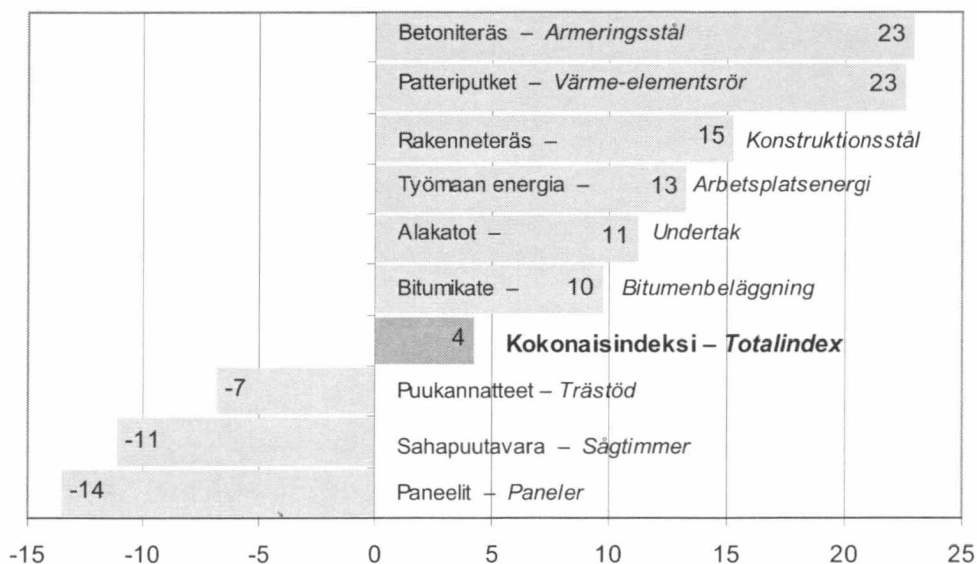 Betoniteräs – Armeringsstål 23
Patteriputket – Värme-elementsrör 23
Rakenneteräs – 15 Konstruktionsstål
Työmaan energia – 13 Arbetsplatsenergi
Alakatot – 11 Undertak
Bitumikate – 10 Bitumenbeläggning
4 Kokonaisindeksi – Totalindex
-7 Puukannatteet – Trästöd
-11 Sahapuutavara – Sågtimmer
-14 Paneelit – Paneler
-15 -10 -5 0 5 10 15 20 25